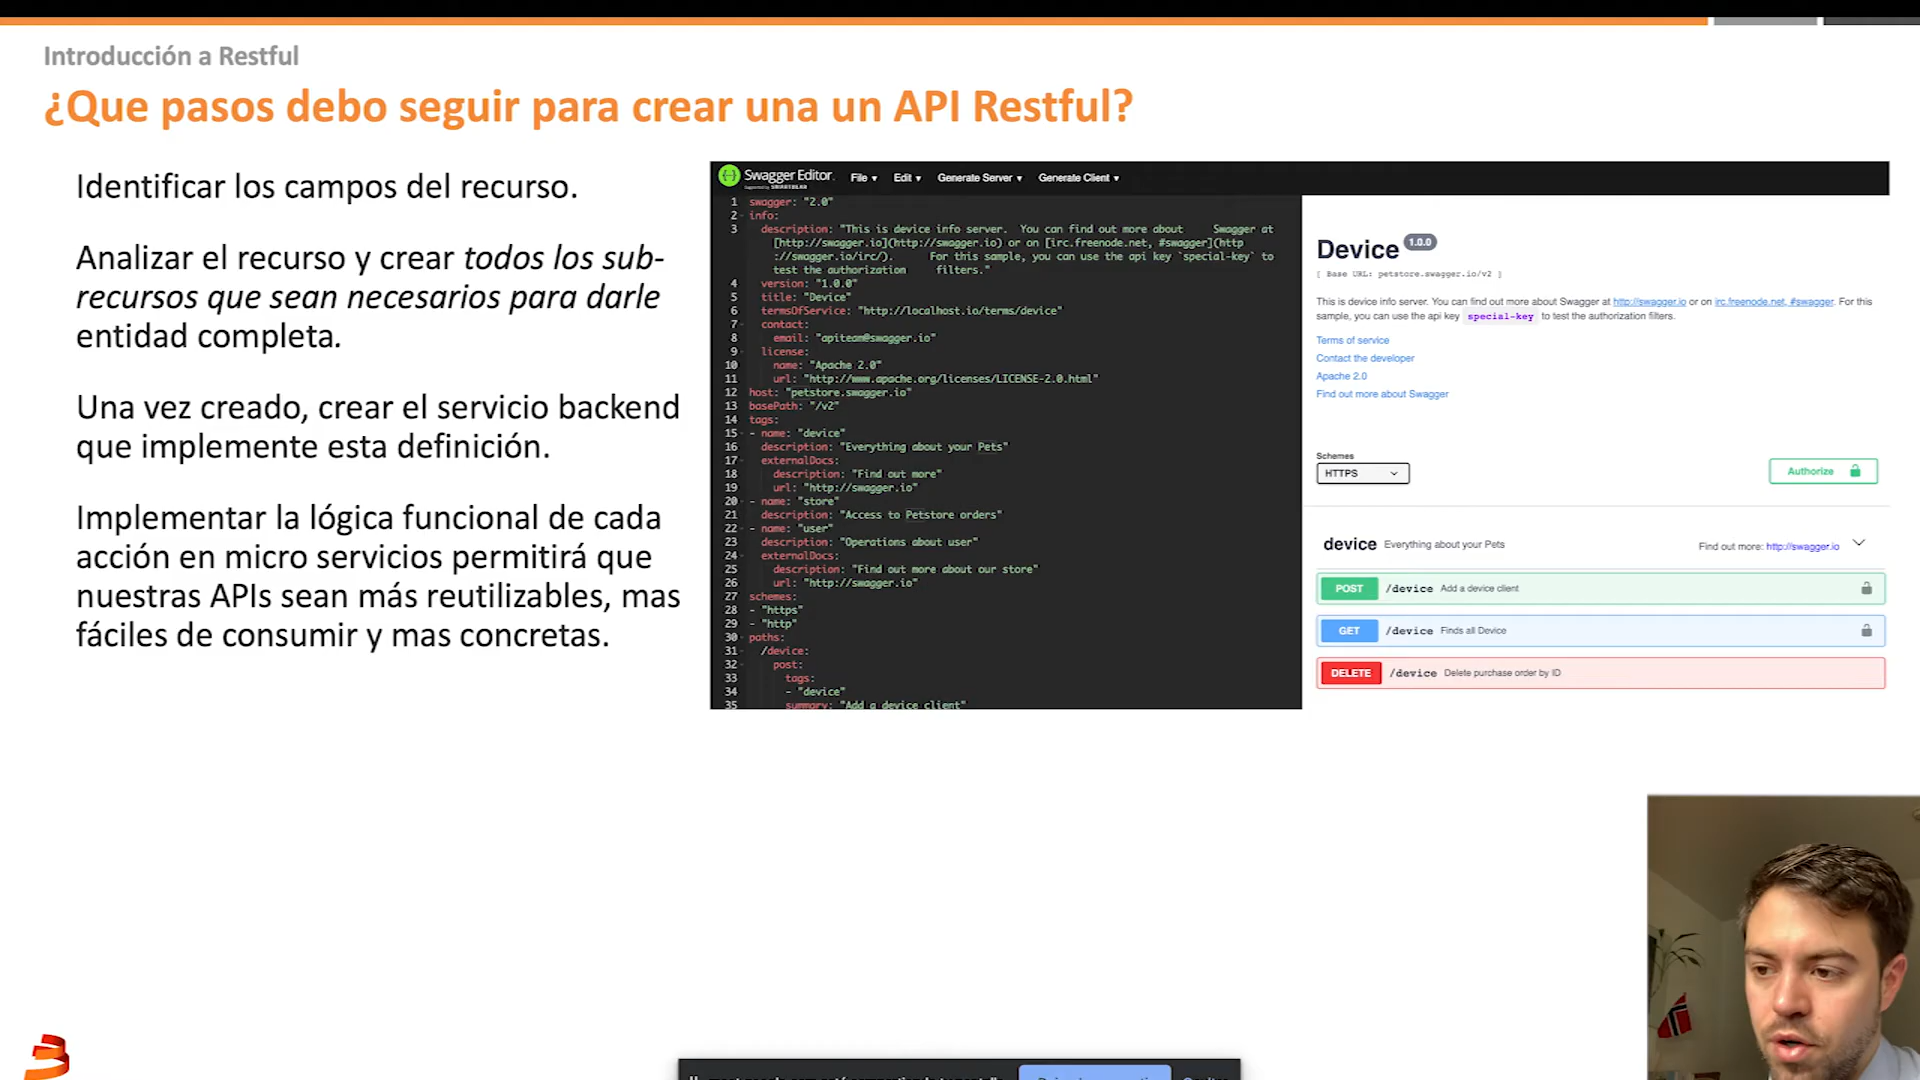 Introducción a Restful
¿Que pasos debo seguir para crear una un API Restful?
Identificar los campos del recurso.
Analizar el recurso y crear todos los sub-
recursos que sean necesarios para darle
entidad completa.
Una vez creado, crear el servicio backend
que implemente esta definición.
Implementar la lógica funcional de cada
acción en micro servicios permitirá que
nuestras APIs sean más reutilizables, mas
fáciles de consumir y mas concretas.
Swagger Editor.
Supported by SMARTBEAR
File ▾ Edit ▾ Generate Server ▾ Generate Client ▾
1 swagger: "2.0"
2 info:
3 description: "This is device info server. You can find out more about Swagger at
[http://swagger.io](http://swagger.io) or on [irc.freenode.net, #swagger](http
://swagger.io/irc/). For this sample, you can use the api key `special-key` to
test the authorization filters."
4 version: "1.0.0"
5 title: "Device"
6 termsOfService: "http://localhost.io/terms/device"
7 contact:
8 email: "apiteam@swagger.io"
9 license:
10 name: "Apache 2.0"
11 url: "http://www.apache.org/licenses/LICENSE-2.0.html"
12 host: "petstore.swagger.io"
13 basePath: "/v2"
14 tags:
15 - name: "device"
16 description: "Everything about your Pets"
17 externalDocs:
18 description: "Find out more"
19 url: "http://swagger.io"
20 - name: "store"
21 description: "Access to Petstore orders"
22 - name: "user"
23 description: "Operations about user"
24 externalDocs:
25 description: "Find out more about our store"
26 url: "http://swagger.io"
27 schemes:
28 - "https"
29 - "http"
30 paths:
31 /device:
32 post:
33 tags:
34 - "device"
35 summary: "Add a device client"
Device 1.0.0
[ Base URL: petstore.swagger.io/v2 ]
This is device info server. You can find out more about Swagger at http://swagger.io or on irc.freenode.net, #swagger. For this
sample, you can use the api key special-key to test the authorization filters.
Terms of service
Contact the developer
Apache 2.0
Find out more about Swagger
Schemes
HTTPS
Authorize
device Everything about your Pets
Find out more: http://swagger.io
POST /device Add a device client
GET /device Finds all Device
DELETE /device Delete purchase order by ID